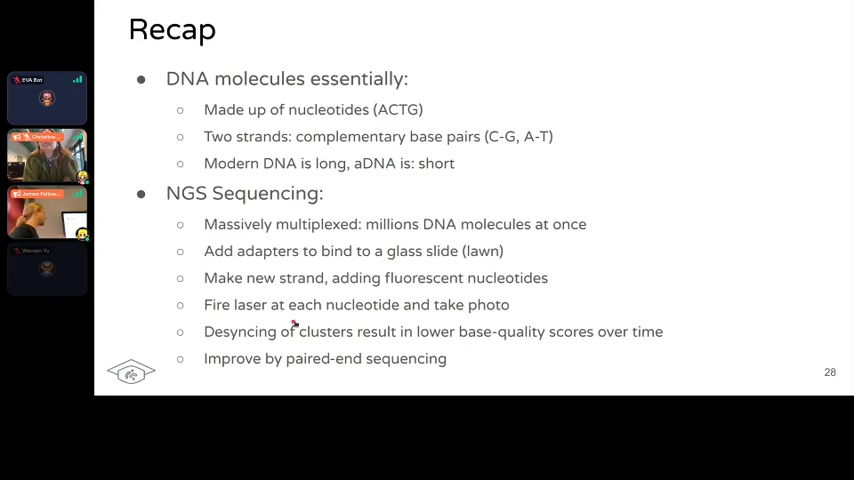 Recap
EVA Bot
● DNA molecules essentially:
○ Made up of nucleotides (ACTG)
○ Two strands: complementary base pairs (C-G, A-T)
Christina...
○ Modern DNA is long, aDNA is: short
● NGS Sequencing:
James Fellow...
○ Massively multiplexed: millions DNA molecules at once
○ Add adapters to bind to a glass slide (lawn)
Wenqin Yu
○ Make new strand, adding fluorescent nucleotides
○ Fire laser at each nucleotide and take photo
○ Desyncing of clusters result in lower base-quality scores over time
○ Improve by paired-end sequencing
28